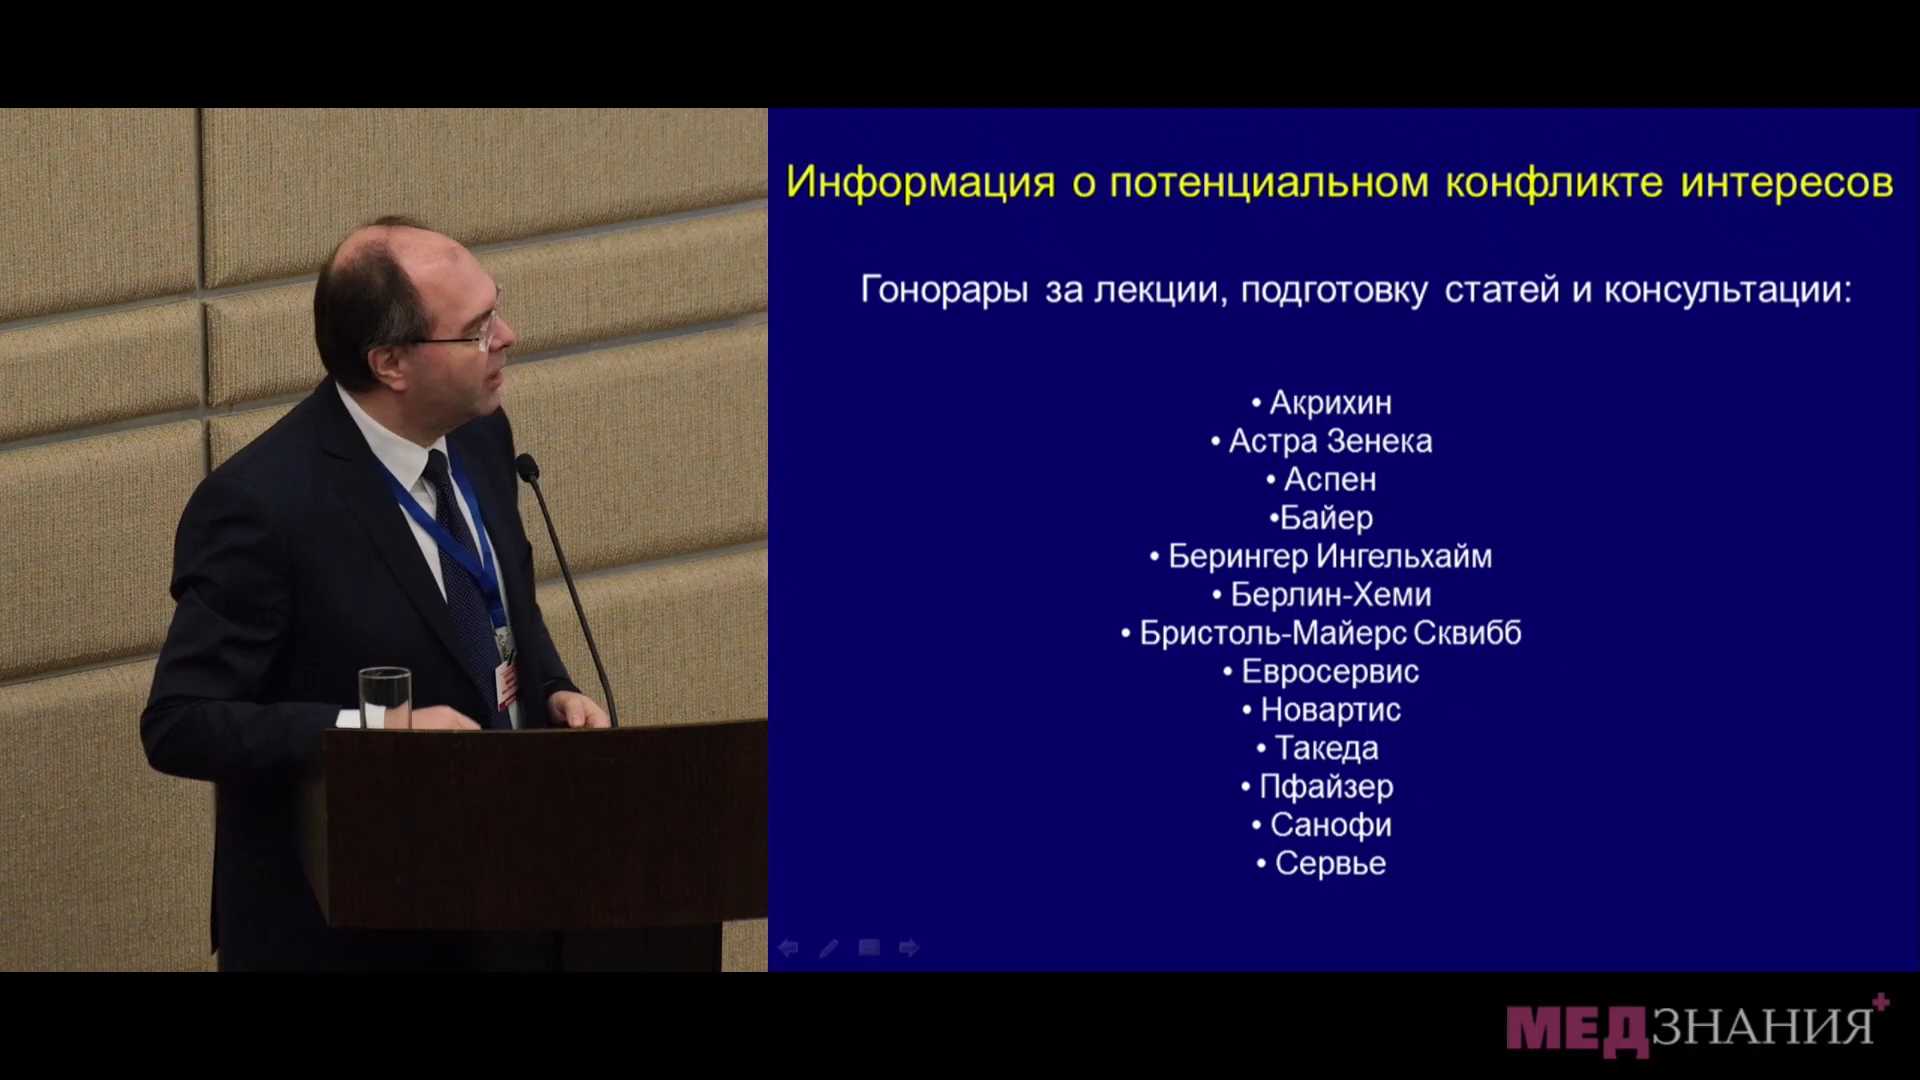 Информация о потенциальном конфликте интересов
Гонорары за лекции, подготовку статей и консультации:
• Акрихин
• Астра Зенека
• Аспен
•Байер
• Берингер Ингельхайм
• Берлин-Хеми
• Бристоль-Майерс Сквибб
• Евросервис
• Новартис
• Такеда
• Пфайзер
• Санофи
• Сервье
МЕДЗНАНИЯ+